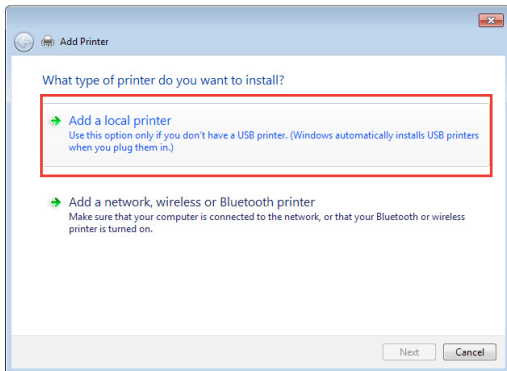 Add Printer
What type of printer do you want to install?
Add a local printer
Use this option only if you don't have a USB printer. (Windows automatically installs USB printers
when you plug them in.)
Add a network, wireless or Bluetooth printer
Make sure that your computer is connected to the network, or that your Bluetooth or wireless
printer is turned on.
Next Cancel